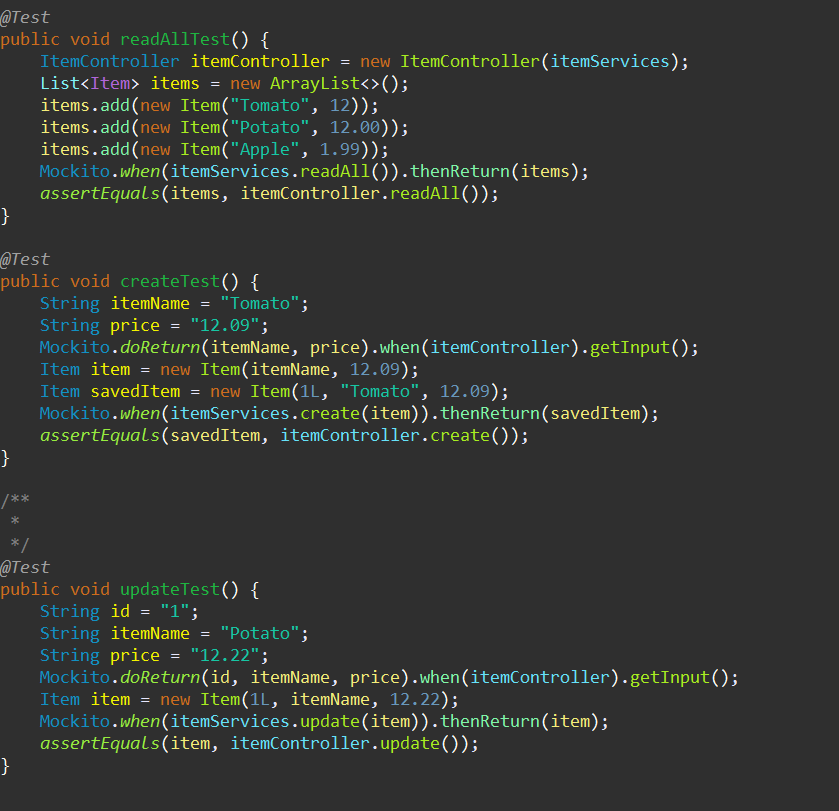 @Test
public void readAllTest() {
    ItemController itemController = new ItemController(itemServices);
    List<Item> items = new ArrayList<>();
    items.add(new Item("Tomato", 12));
    items.add(new Item("Potato", 12.00));
    items.add(new Item("Apple", 1.99));
    Mockito.when(itemServices.readAll()).thenReturn(items);
    assertEquals(items, itemController.readAll());
}

@Test
public void createTest() {
    String itemName = "Tomato";
    String price = "12.09";
    Mockito.doReturn(itemName, price).when(itemController).getInput();
    Item item = new Item(itemName, 12.09);
    Item savedItem = new Item(1L, "Tomato", 12.09);
    Mockito.when(itemServices.create(item)).thenReturn(savedItem);
    assertEquals(savedItem, itemController.create());
}

/**
 *
 */
@Test
public void updateTest() {
    String id = "1";
    String itemName = "Potato";
    String price = "12.22";
    Mockito.doReturn(id, itemName, price).when(itemController).getInput();
    Item item = new Item(1L, itemName, 12.22);
    Mockito.when(itemServices.update(item)).thenReturn(item);
    assertEquals(item, itemController.update());
}